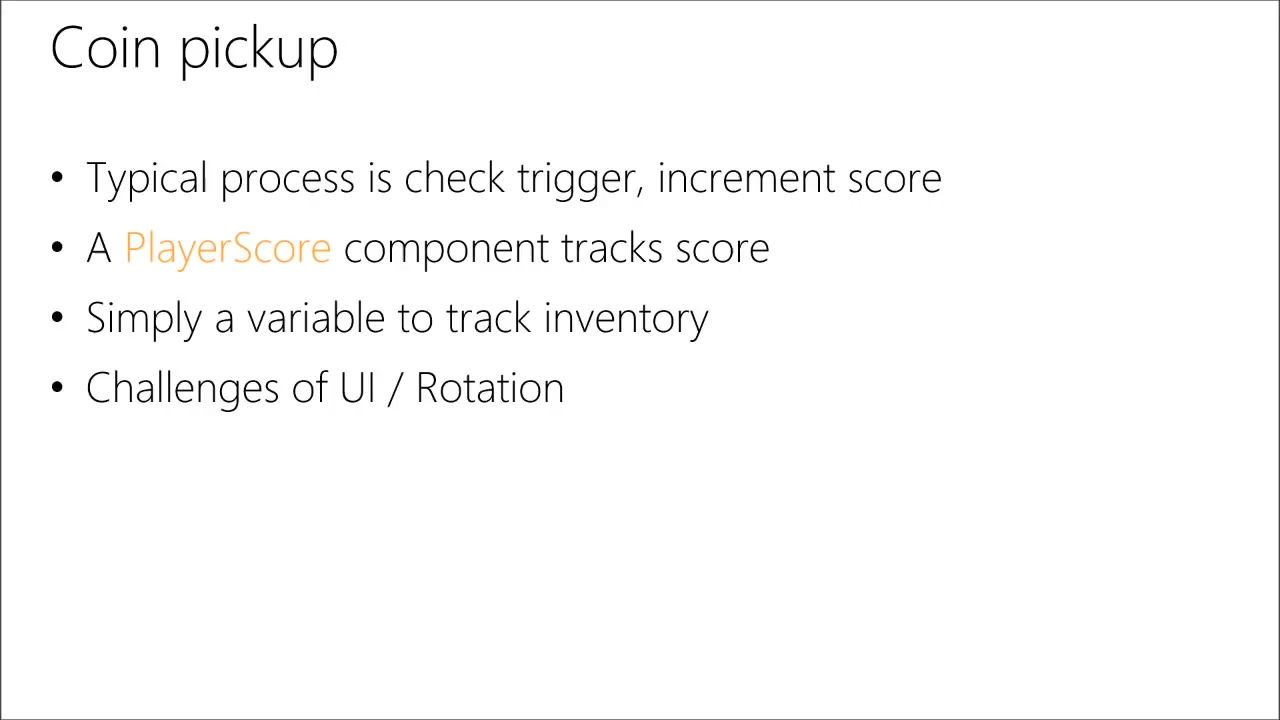 Coin pickup
• Typical process is check trigger, increment score
• A PlayerScore component tracks score
• Simply a variable to track inventory
• Challenges of UI / Rotation